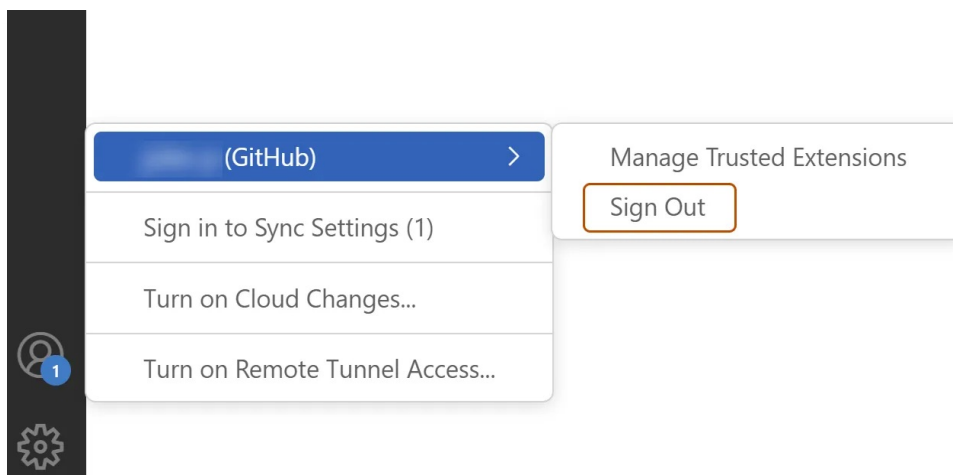 (GitHub)
Manage Trusted Extensions
Sign Out
Sign in to Sync Settings (1)
Turn on Cloud Changes...
1
Turn on Remote Tunnel Access...